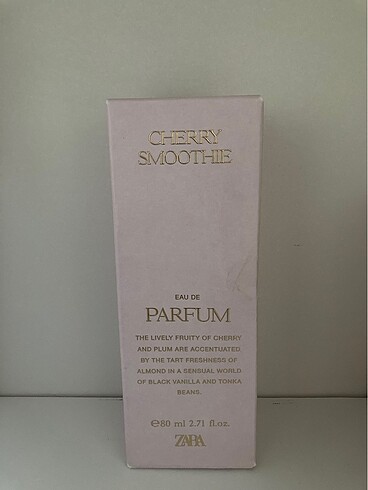 CHERRY
SMOOTHIE
EAU DE
PARFUM
THE LIVELY FRUITY OF CHERRY
AND PLUM ARE ACCENTUATED
BY THE TART FRESHNESS OF
ALMOND IN A SENSUAL WORLD
OF BLACK VANILLA AND TONKA
BEANS.
℮80 ml 2.71 fl.oz.
ZARA